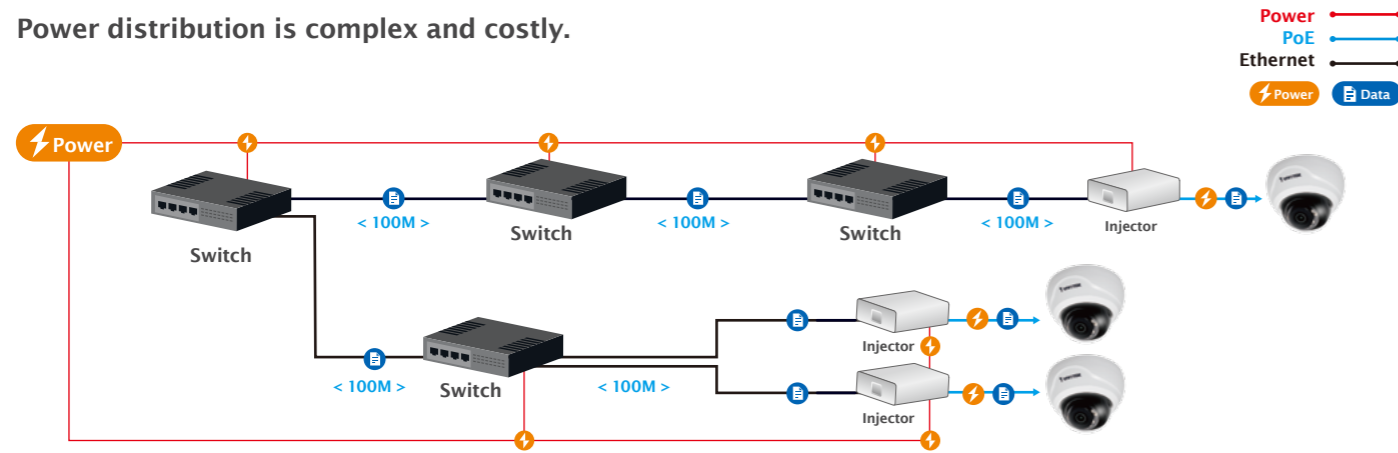 Power distribution is complex and costly.
Power
PoE
Ethernet
Power
Data
Power
< 100M >
< 100M >
< 100M >
Switch
Switch
Switch
Injector
Injector
< 100M >
Switch
< 100M >
Injector